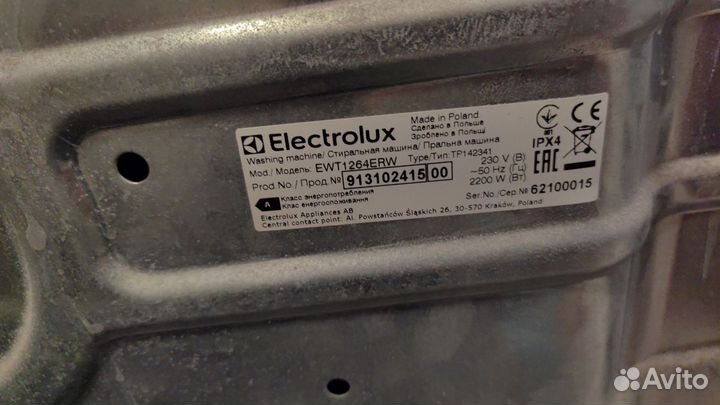 Electrolux
Made in Poland
Сделано в Польше
Зроблено в Польщі
Washing machine/ Стиральная машина/ Пральна машина
Mod./ Модель: EWT1264ERW Type/Тип: TP142341
Prod No/ Прод.№ 913102415 00
230 V (В)
~50 Hz (Гц)
2200 W (Вт)
001
IPX4
CE
EAC
Ser.No./Сер.№ 62100015
A
Класс энергопотребления
Клас енергоспоживання
Electrolux Appliances AB
Central contact point: Al. Powstańców Śląskich 26, 30-570 Kraków, Poland
Avito